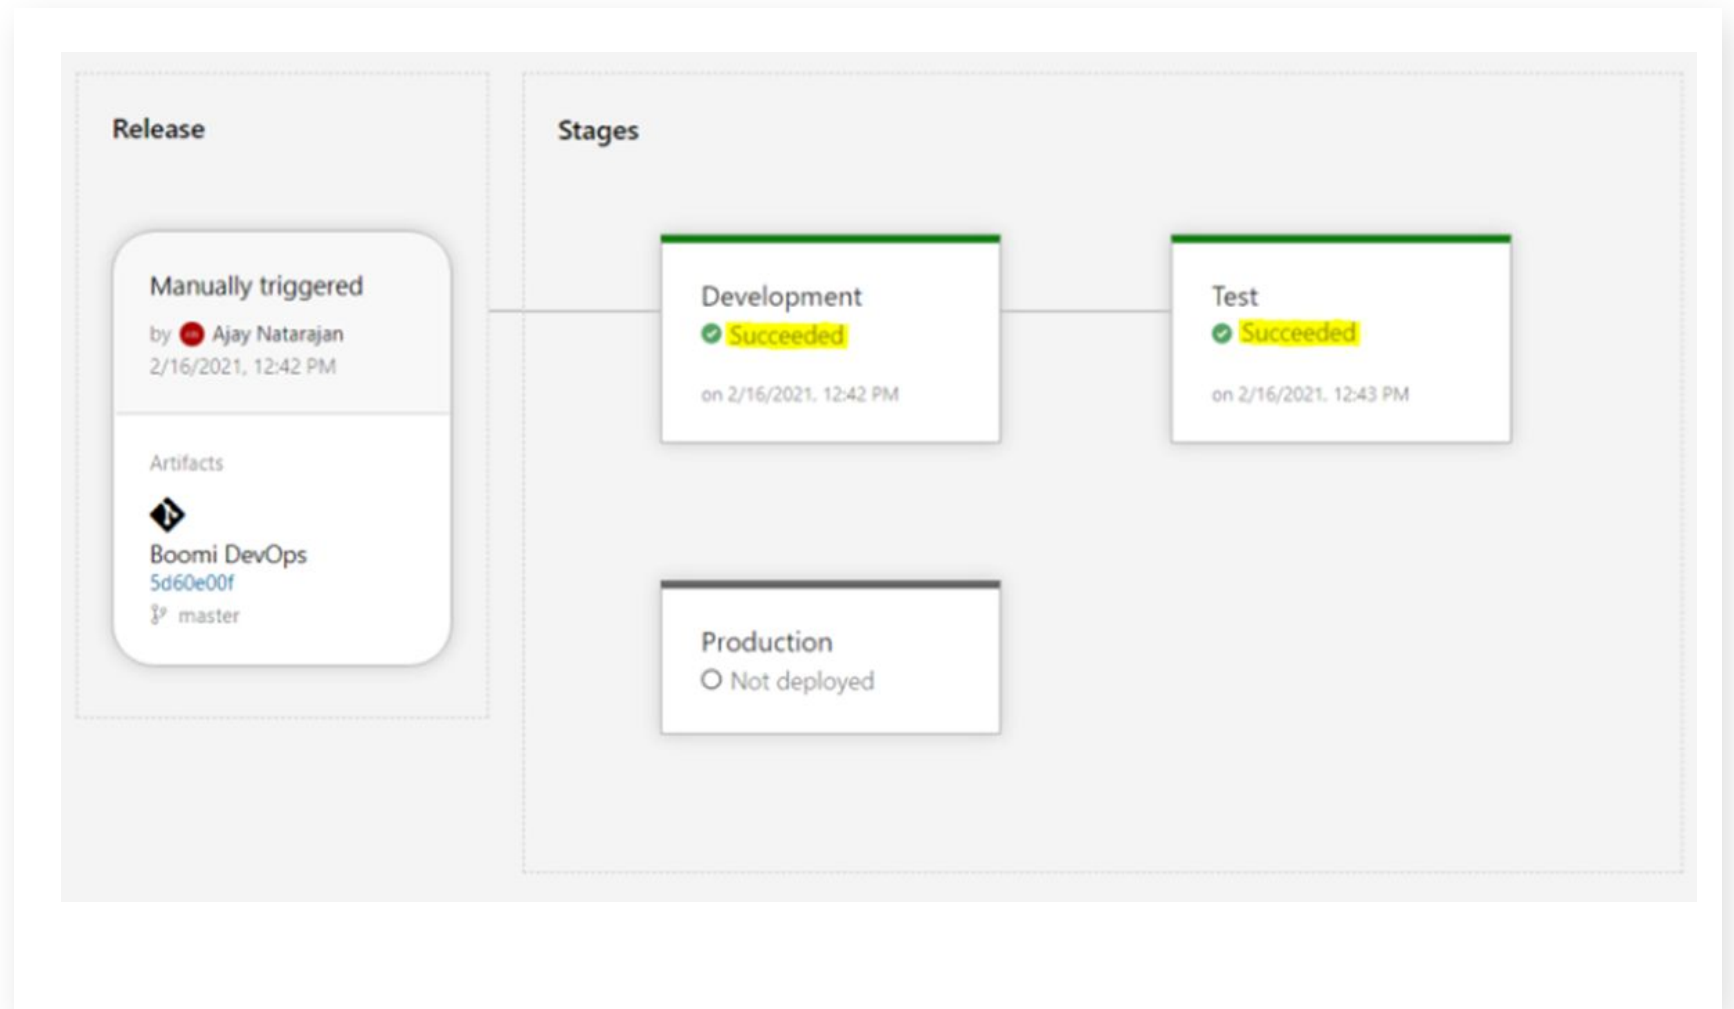 Release
Manually triggered
by Ajay Natarajan
2/16/2021, 12:42 PM
Artifacts
Boomi DevOps
5d60e00f
master
Stages
Development
Succeeded
on 2/16/2021, 12:42 PM
Test
Succeeded
on 2/16/2021, 12:43 PM
Production
Not deployed